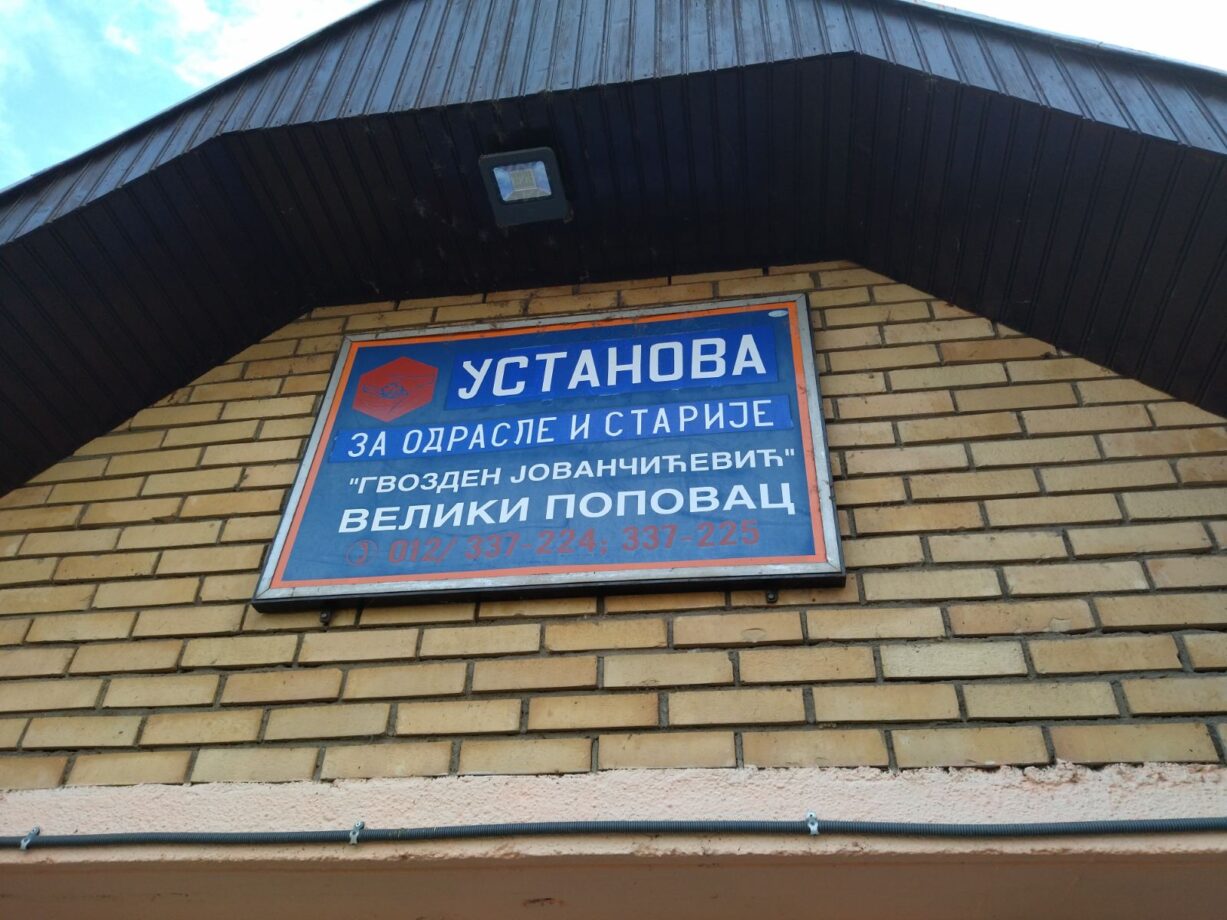 УСТАНОВА
ЗА ОДРАСЛЕ И СТАРИЈЕ
"ГВОЗДЕН ЈОВАНЧИЋЕВИЋ"
ВЕЛИКИ ПОПОВАЦ
012/ 337-224; 337-225